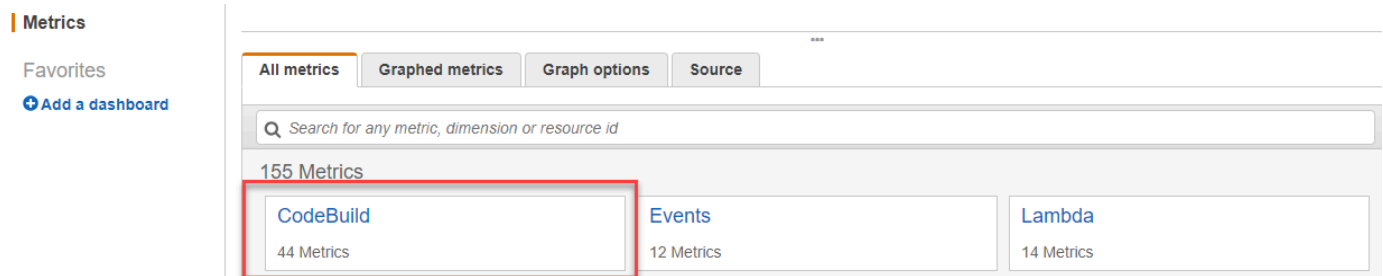 Metrics
Favorites
Add a dashboard
All metrics
Graphed metrics
Graph options
Source
Search for any metric, dimension or resource id
155 Metrics
CodeBuild
44 Metrics
Events
12 Metrics
Lambda
14 Metrics